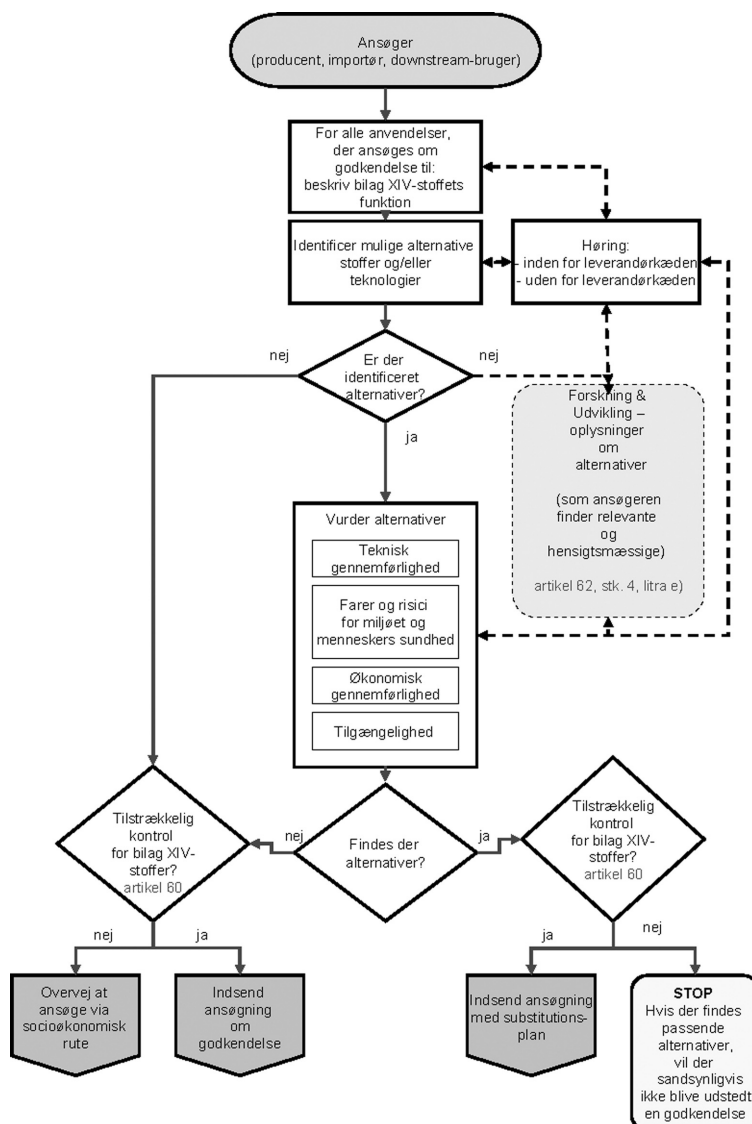 Ansøger
(producent, importør, downstream-bruger)
For alle anvendelser,
der ansøges om
godkendelse til:
beskriv bilag XIV-stoffets
funktion
Identificer mulige alternative
stoffer og/eller
teknologier
Høring:
- inden for leverandørkæden
- uden for leverandørkæden
nej
Er der
identificeret
alternativer?
nej
ja
Forskning &
Udvikling –
oplysninger
om
alternativer
(som ansøgeren
finder relevante
og
hensigtsmæssige)
artikel 62, stk. 4, litra e)
Vurder alternativer
Teknisk
gennemførlighed
Farer og risici
for miljøet og
menneskers sundhed
Økonomisk
gennemførlighed
Tilgængelighed
Tilstrækkelig
kontrol
for bilag XIV-
stoffer?
artikel 60
nej
Findes der
alternativer?
ja
Tilstrækkelig
kontrol
for bilag XIV-
stoffer?
artikel 60
nej
ja
ja
nej
Overvej at
ansøge via
socioøkonomisk
rute
Indsend
ansøgning
om
godkendelse
Indsend ansøgning
med substitutions-
plan
STOP
Hvis der findes
passende
alternativer,
vil der
sandsynligvis
ikke blive udstedt
en godkendelse